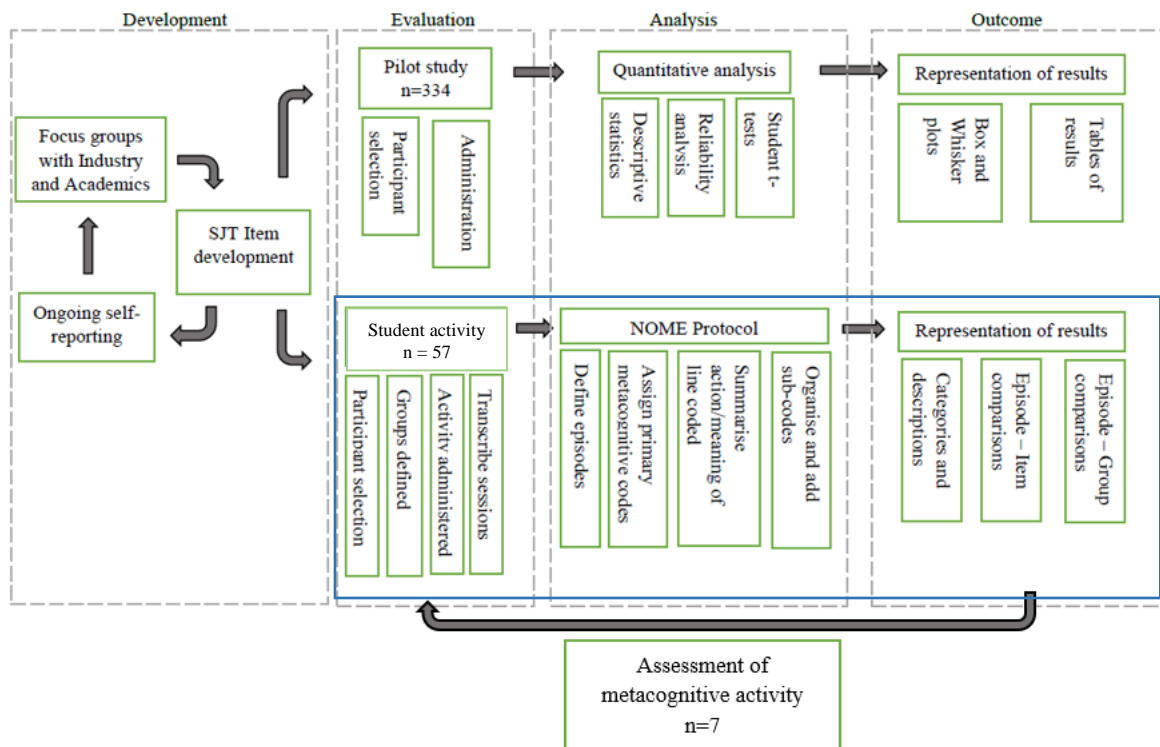 Development
Evaluation
Analysis
Outcome
Focus groups
with Industry
and Academics
SJT Item
development
Ongoing self-
reporting
Pilot study
n=334
Participant
selection
Administration
Quantitative analysis
Descriptive
statistics
Reliability
analysis
Student t-
tests
Representation of results
Box and
Whisker
plots
Tables of
results
Student activity
n = 57
Participant selection
Groups defined
Activity administered
Transcribe sessions
NOME Protocol
Define episodes
Assign primary
metacognitive codes
Summarise
action/meaning of
line coded
Organise and add
sub-codes
Representation of results
Categories and
descriptions
Episode – Item
comparisons
Episode – Group
comparisons
Assessment of
metacognitive activity
n=7